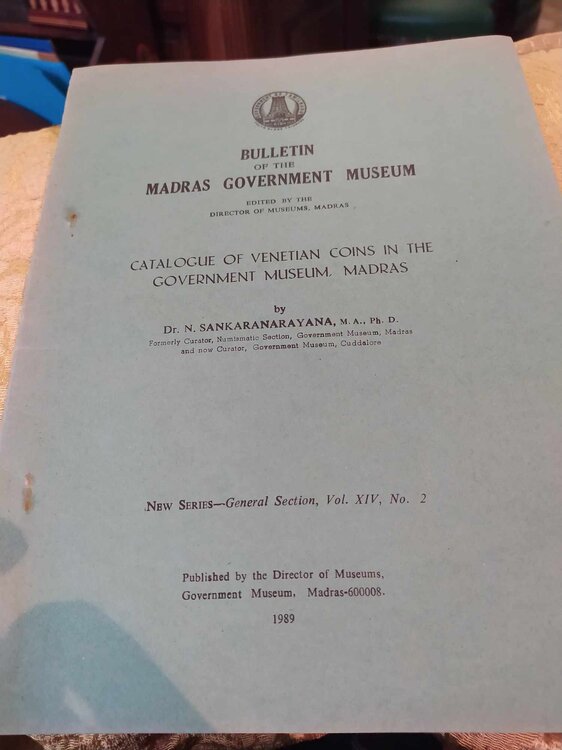 BULLETIN
OF THE
MADRAS GOVERNMENT MUSEUM
EDITED BY THE
DIRECTOR OF MUSEUMS, MADRAS
CATALOGUE OF VENETIAN COINS IN THE
GOVERNMENT MUSEUM, MADRAS
by
Dr. N. SANKARANARAYANA, M. A., Ph. D.
Formerly Curator, Numismatic Section, Government Museum, Madras
and now Curator, Government Museum, Cuddalore
NEW SERIES—General Section, Vol. XIV, No. 2
Published by the Director of Museums,
Government Museum, Madras-600008.
1989